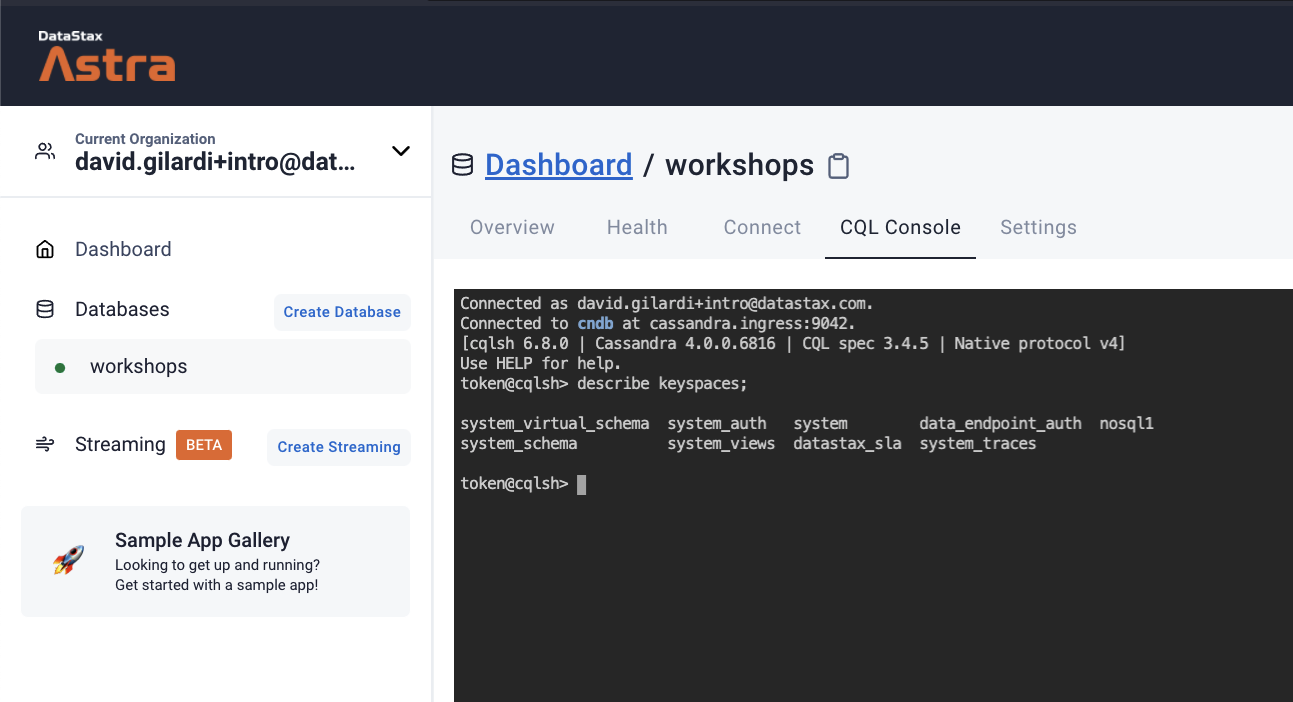 DataStax
Astra
Current Organization
david.gilardi+intro@dat...
Dashboard
Databases
Create Database
workshops
Streaming BETA
Create Streaming
Sample App Gallery
Looking to get up and running?
Get started with a sample app!
Dashboard / workshops
Overview Health Connect CQL Console Settings
Connected as david.gilardi+intro@datastax.com.
Connected to cndb at cassandra.ingress:9042.
[cqlsh 6.8.0 | Cassandra 4.0.0.6816 | CQL spec 3.4.5 | Native protocol v4]
Use HELP for help.
token@cqlsh> describe keyspaces;
system_virtual_schema system_auth system data_endpoint_auth nosql1
system_schema system_views datastax_sla system_traces
token@cqlsh>